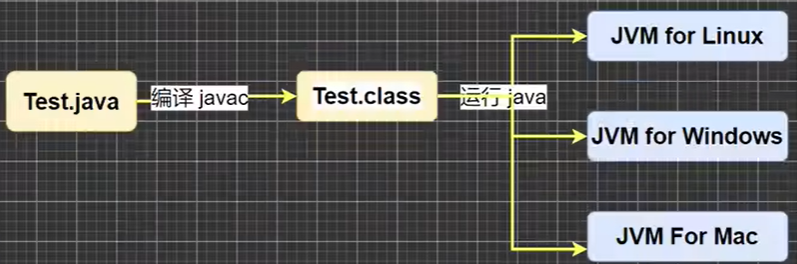 JVM for Linux
Test.java
编译 javac
Test.class
运行 java
JVM for Windows
JVM For Mac